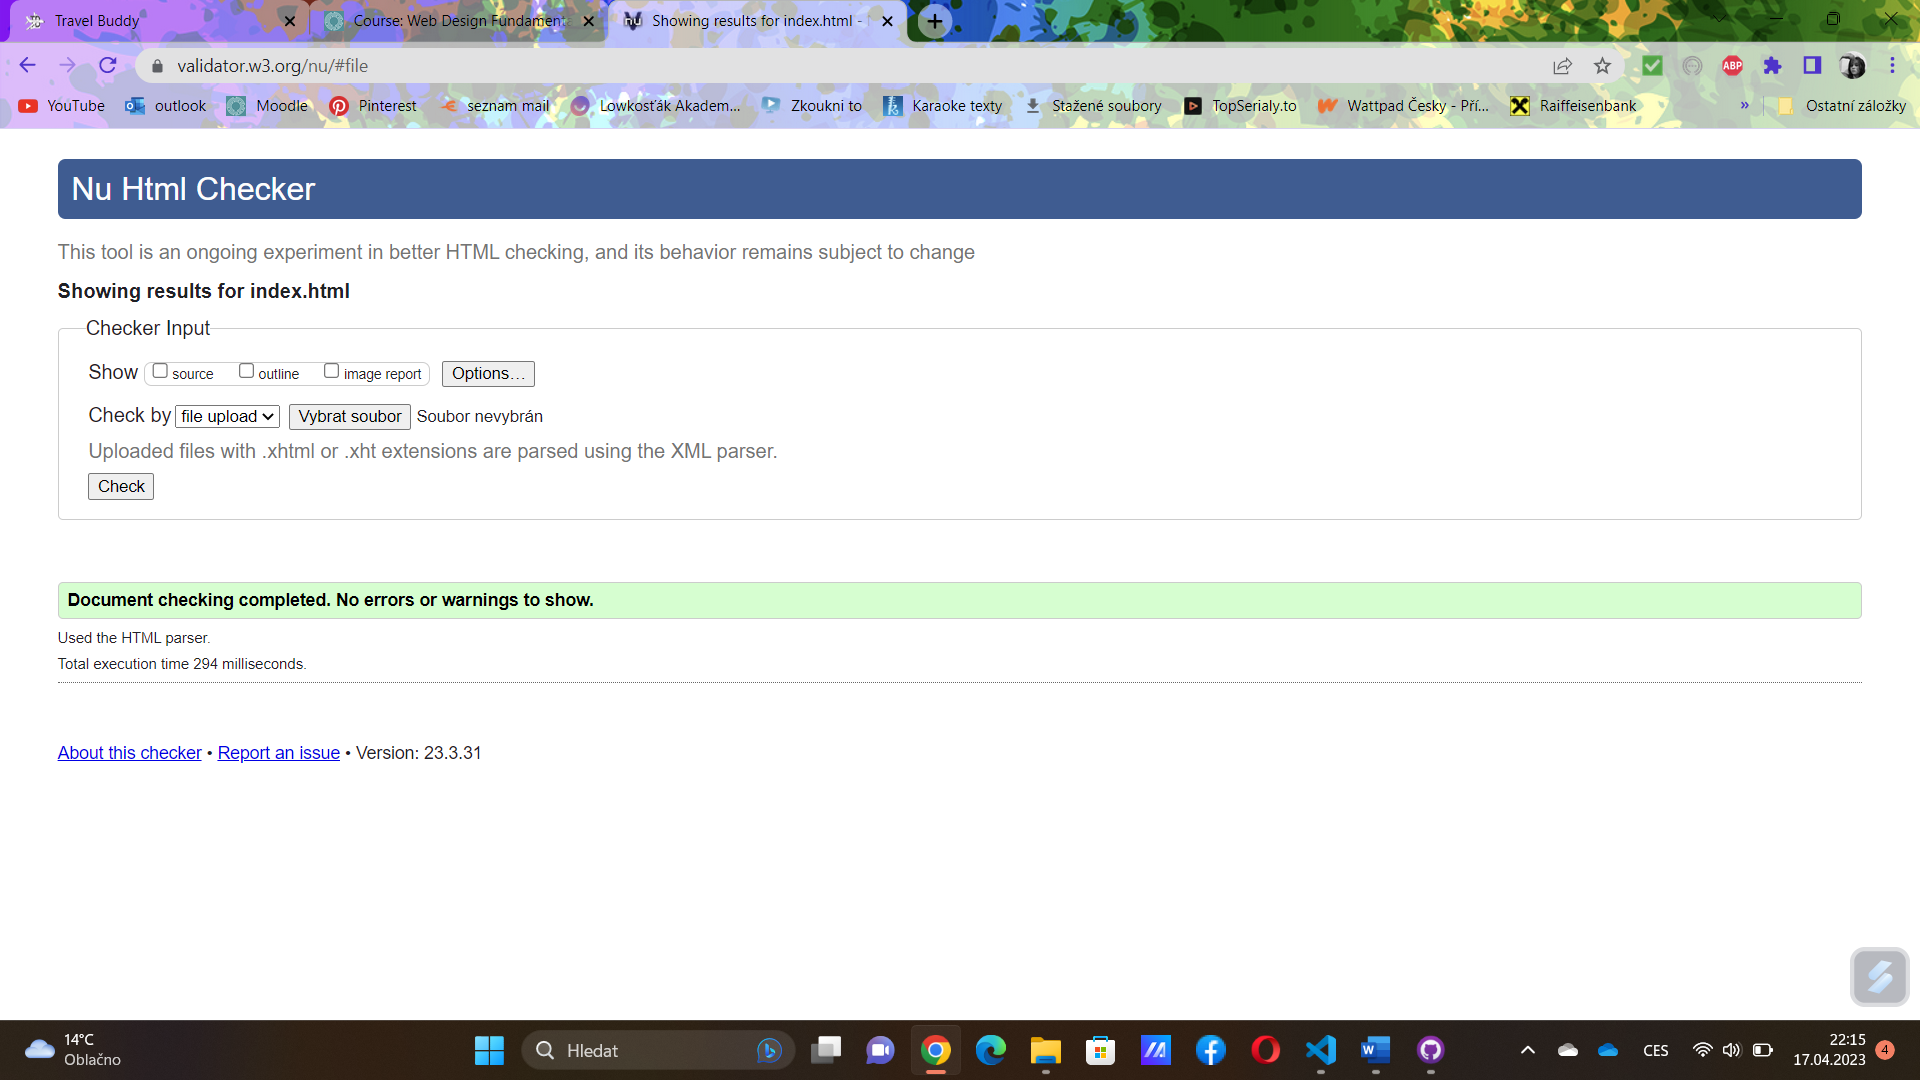 Travel Buddy
Course: Web Design Fundament
Showing results for index.html -
validator.w3.org/nu/#file
ABP
YouTube outlook Moodle Pinterest seznam mail Lowkosťák Akadem... Zkoukni to Karaoke texty Stažené soubory TopSerialy.to Wattpad Česky - Pří... Raiffeisenbank » Ostatní záložky
Nu Html Checker
This tool is an ongoing experiment in better HTML checking, and its behavior remains subject to change
Showing results for index.html
Checker Input
Show source outline image report Options...
Check by file upload Vybrat soubor Soubor nevybrán
Uploaded files with .xhtml or .xht extensions are parsed using the XML parser.
Check
Document checking completed. No errors or warnings to show.
Used the HTML parser.
Total execution time 294 milliseconds.
About this checker • Report an issue • Version: 23.3.31
14°C
Oblačno
Hledat
CES
22:15
17.04.2023
4